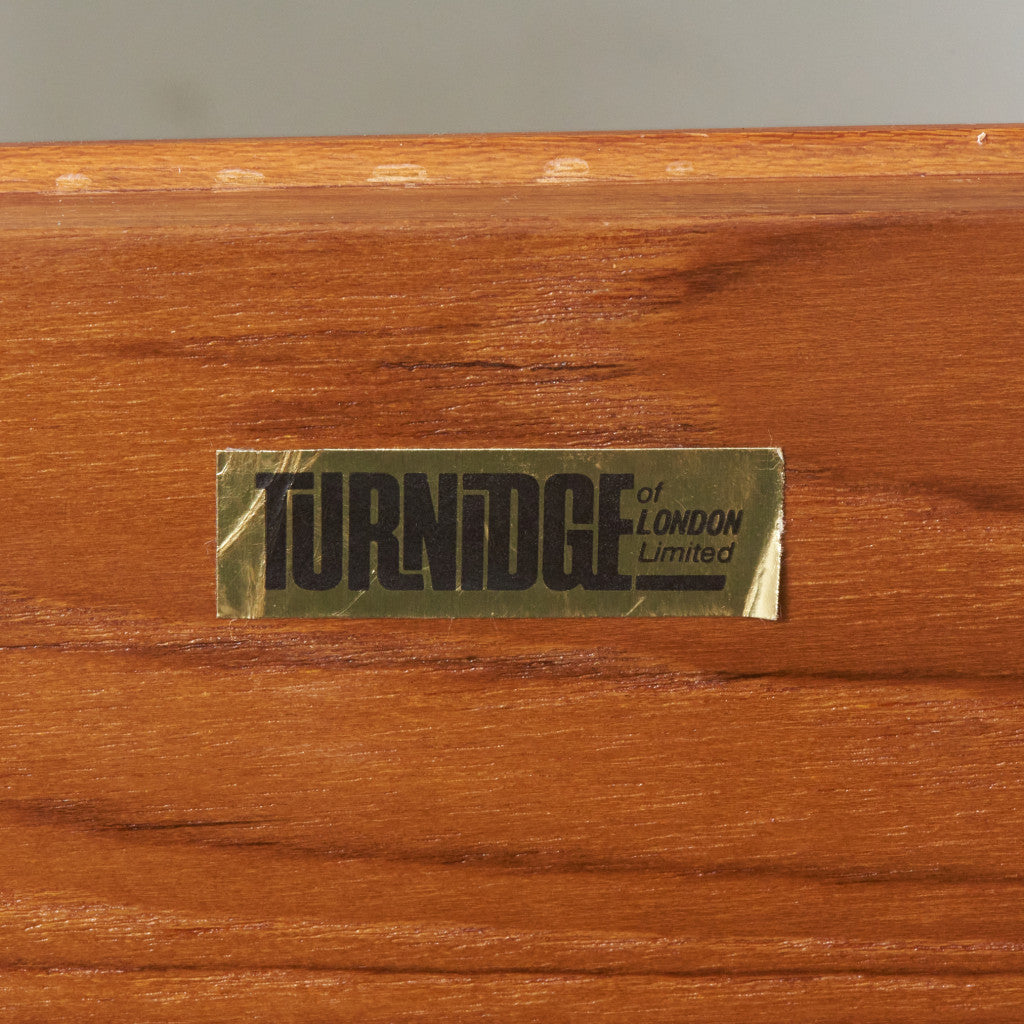 TURNIDGE
of
LONDON
Limited